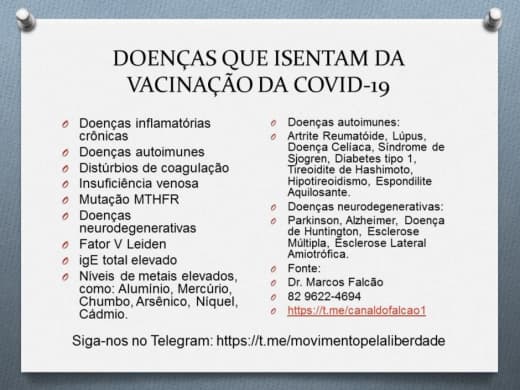 DOENÇAS QUE ISENTAM DA
VACINAÇÃO DA COVID-19
Doenças inflamatórias
crônicas
Doenças autoimunes
Distúrbios de coagulação
Insuficiência venosa
Mutação MTHFR
Doenças
neurodegenerativas
Fator V Leiden
igE total elevado
Níveis de metais elevados,
como: Alumínio, Mercúrio,
Chumbo, Arsênico, Níquel,
Cádmio.
Doenças autoimunes:
Artrite Reumatóide, Lúpus,
Doença Celíaca, Síndrome de
Sjogren, Diabetes tipo 1,
Tireoidite de Hashimoto,
Hipotireoidismo, Espondilite
Aquilosante.
Doenças neurodegenerativas:
Parkinson, Alzheimer, Doença
de Huntington, Esclerose
Múltipla, Esclerose Lateral
Amiotrófica.
Fonte:
Dr. Marcos Falcão
82 9622-4694
https://t.me/canaldofalcao1
Siga-nos no Telegram: https://t.me/movimentopelaliberdade